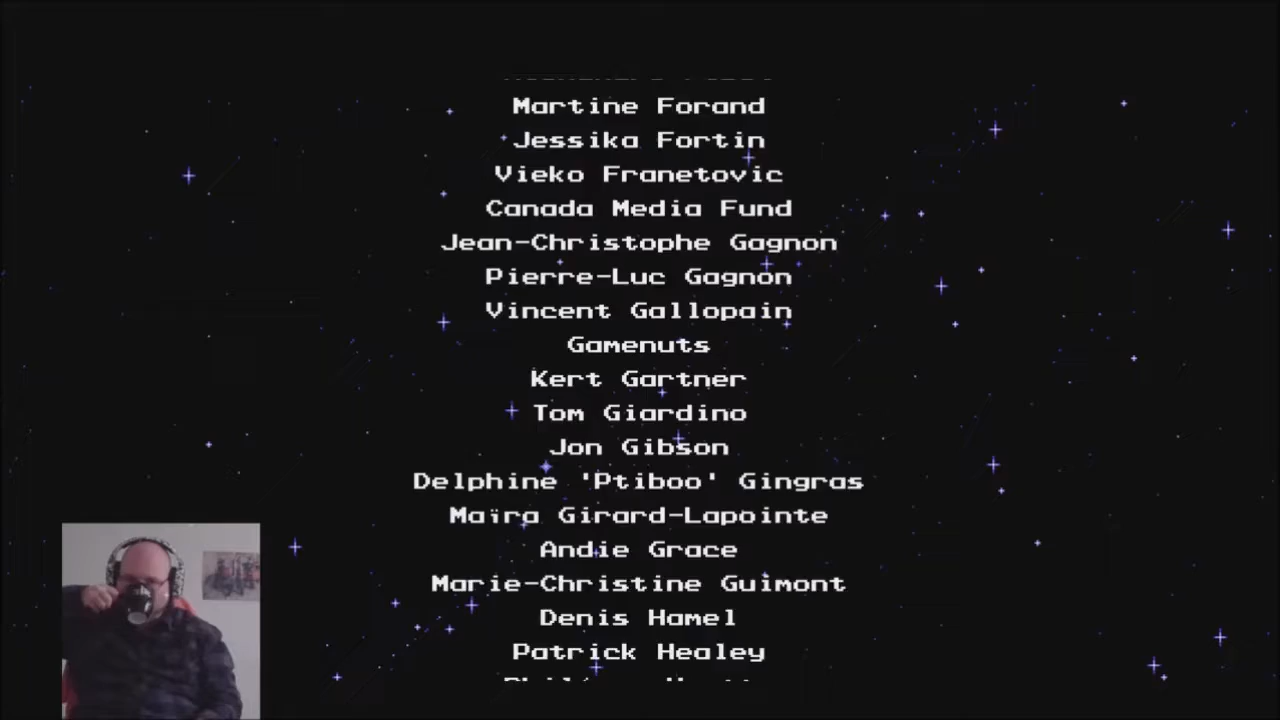 Martine Forand
Jessika Fortin
Vieko Franetovic
Canada Media Fund
Jean-Christophe Gagnon
Pierre-Luc Gagnon
Vincent Gallopain
Gamenuts
Kert Gartner
Tom Giardino
Jon Gibson
Delphine 'Ptiboo' Gingras
Maïra Girard-Lapointe
Andie Grace
Marie-Christine Guimont
Denis Hamel
Patrick Healey